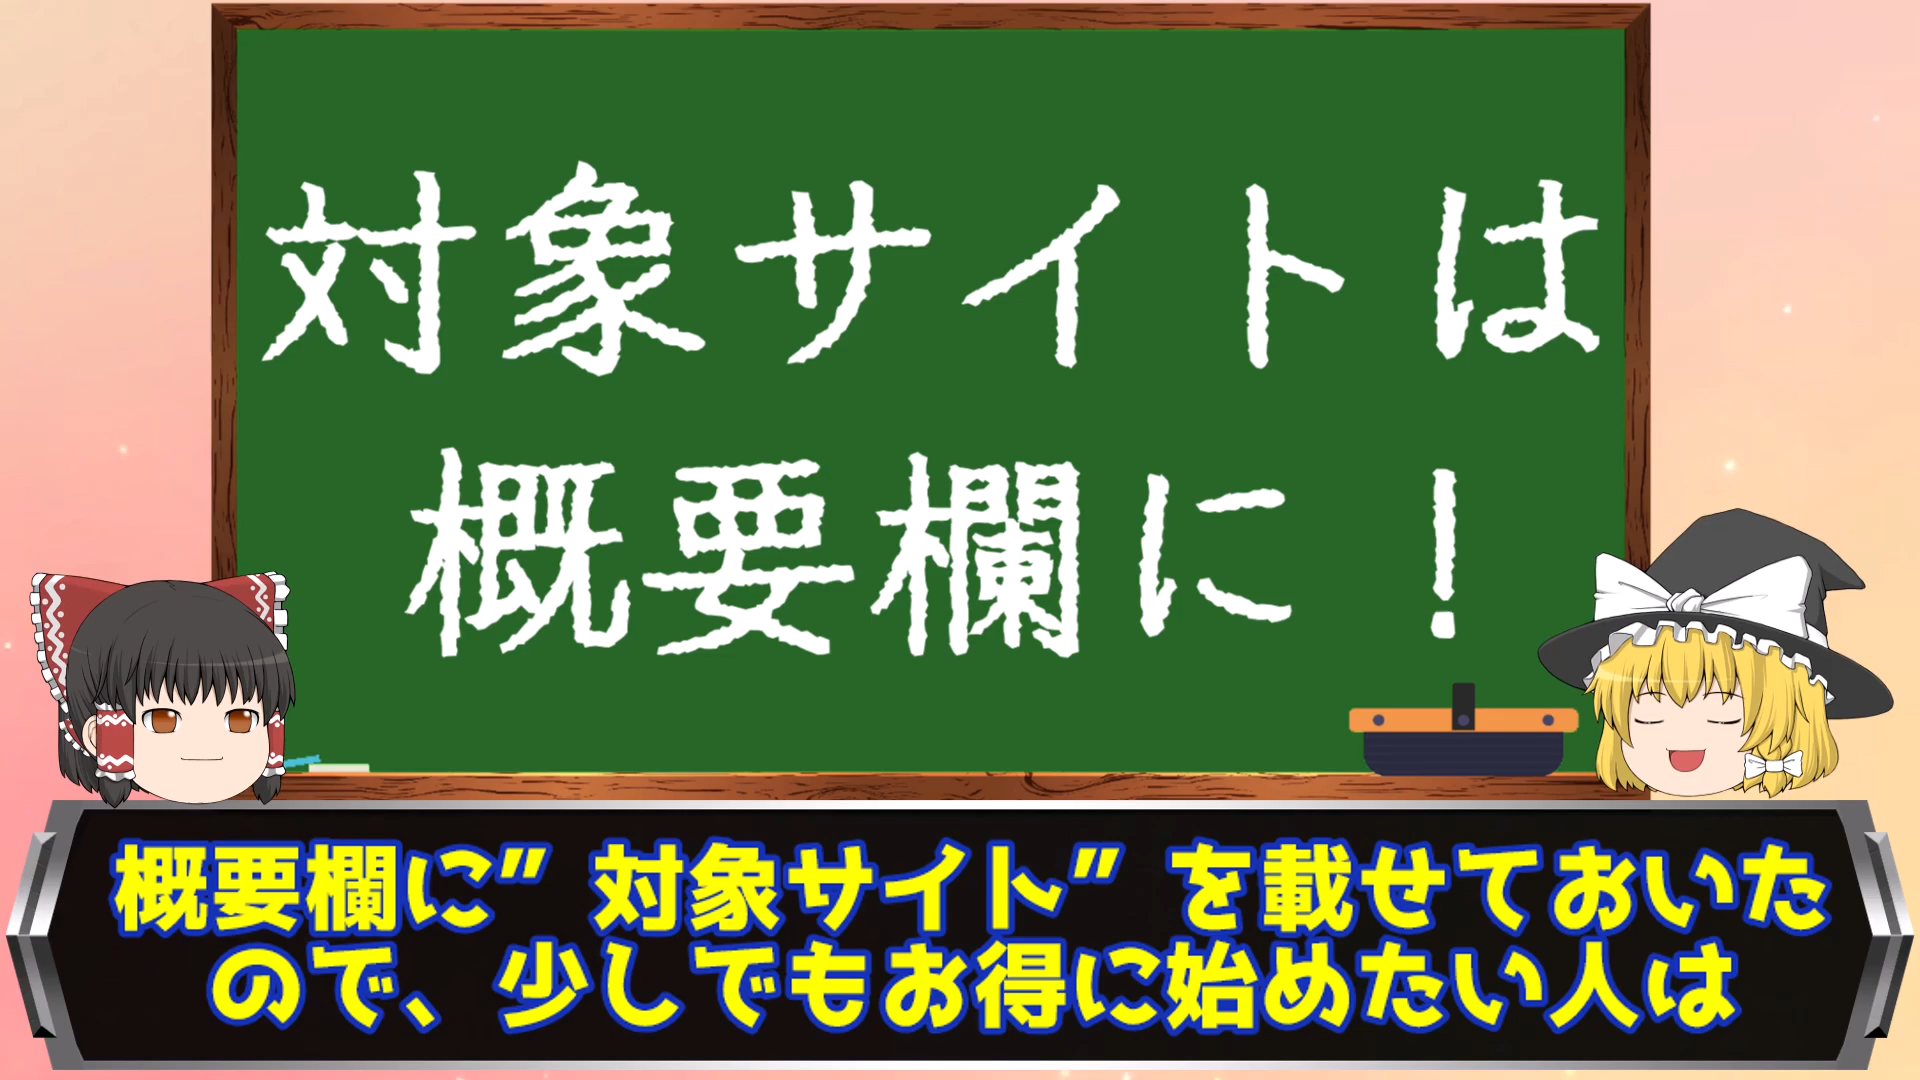 対象サイトは
概要欄に！
概要欄に”対象サイト”を載せておいた
ので、少しでもお得に始めたい人は